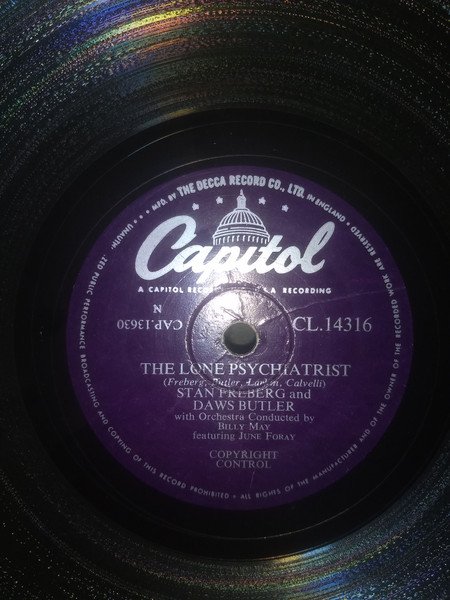 MFD. BY THE DECCA RECORD CO., LTD. IN ENGLAND
Capitol
A CAPITOL RECORDING
CAP.13630
N
CL.14316
THE LONE PSYCHIATRIST
(Freberg, Butler, Larkin, Calvelli)
STAN FREBERG and
DAWS BUTLER
with Orchestra Conducted by
BILLY MAY
featuring JUNE FORAY
COPYRIGHT
CONTROL
ALL RIGHTS OF THE MANUFACTURER AND OF THE OWNER OF THE RECORDED WORK ARE RESERVED
PUBLIC PERFORMANCE BROADCASTING AND COPYING OF THIS RECORD PROHIBITED